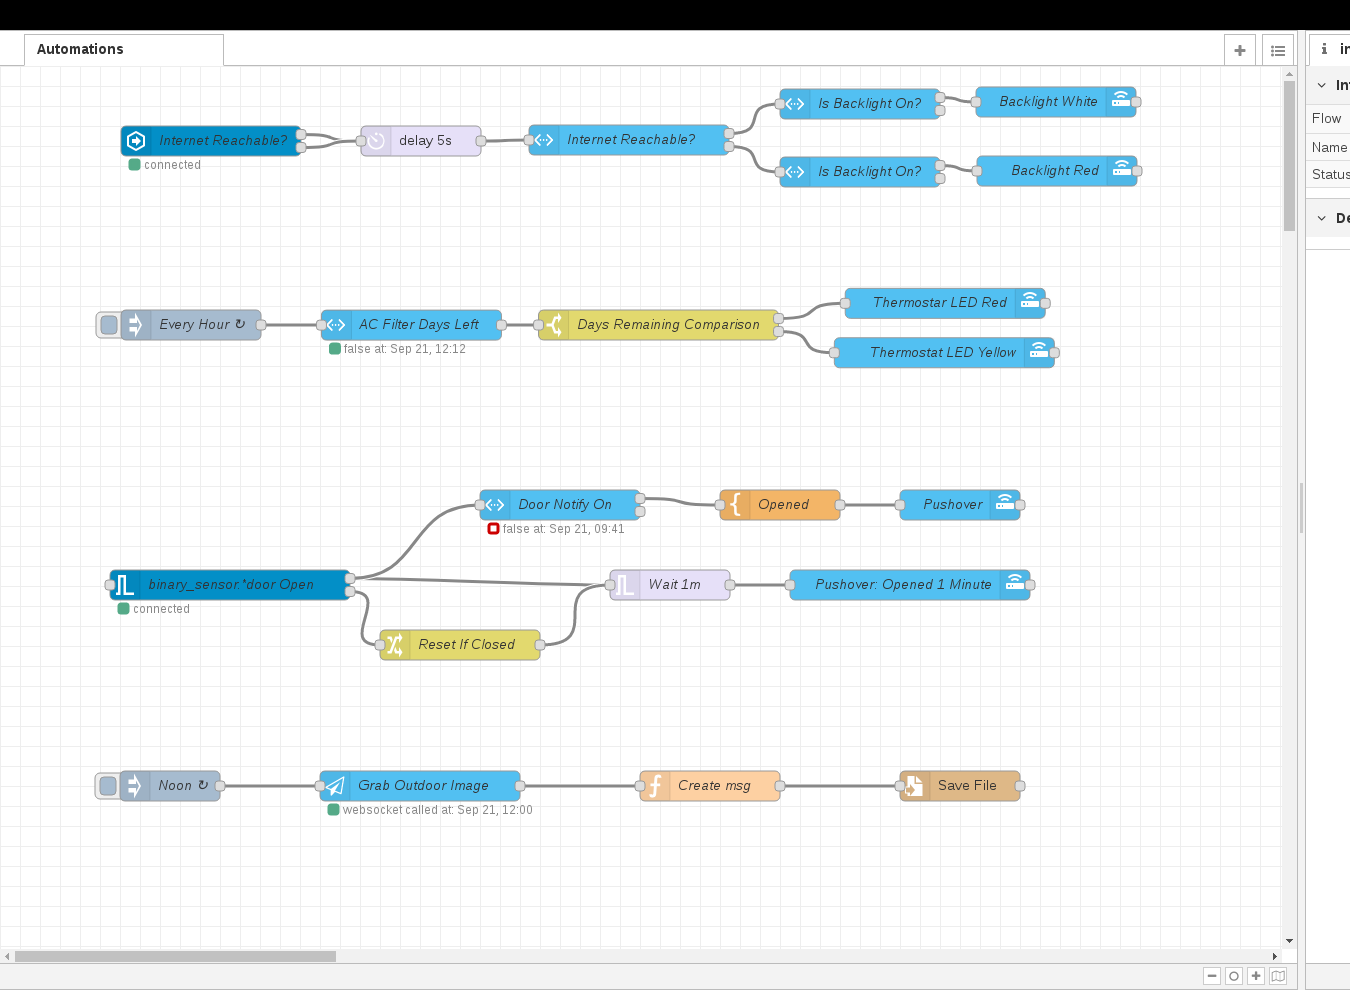 Automations
in
Internet Reachable?
connected
delay 5s
Internet Reachable?
Is Backlight On?
Backlight White
Is Backlight On?
Backlight Red
Every Hour ↻
AC Filter Days Left
false at: Sep 21, 12:12
Days Remaining Comparison
Thermostar LED Red
Thermostat LED Yellow
Door Notify On
false at: Sep 21, 09:41
Opened
Pushover
binary_sensor.*door Open
connected
Wait 1m
Pushover: Opened 1 Minute
Reset If Closed
Noon ↻
Grab Outdoor Image
websocket called at: Sep 21, 12:00
Create msg
Save File
Flow
Name
Status